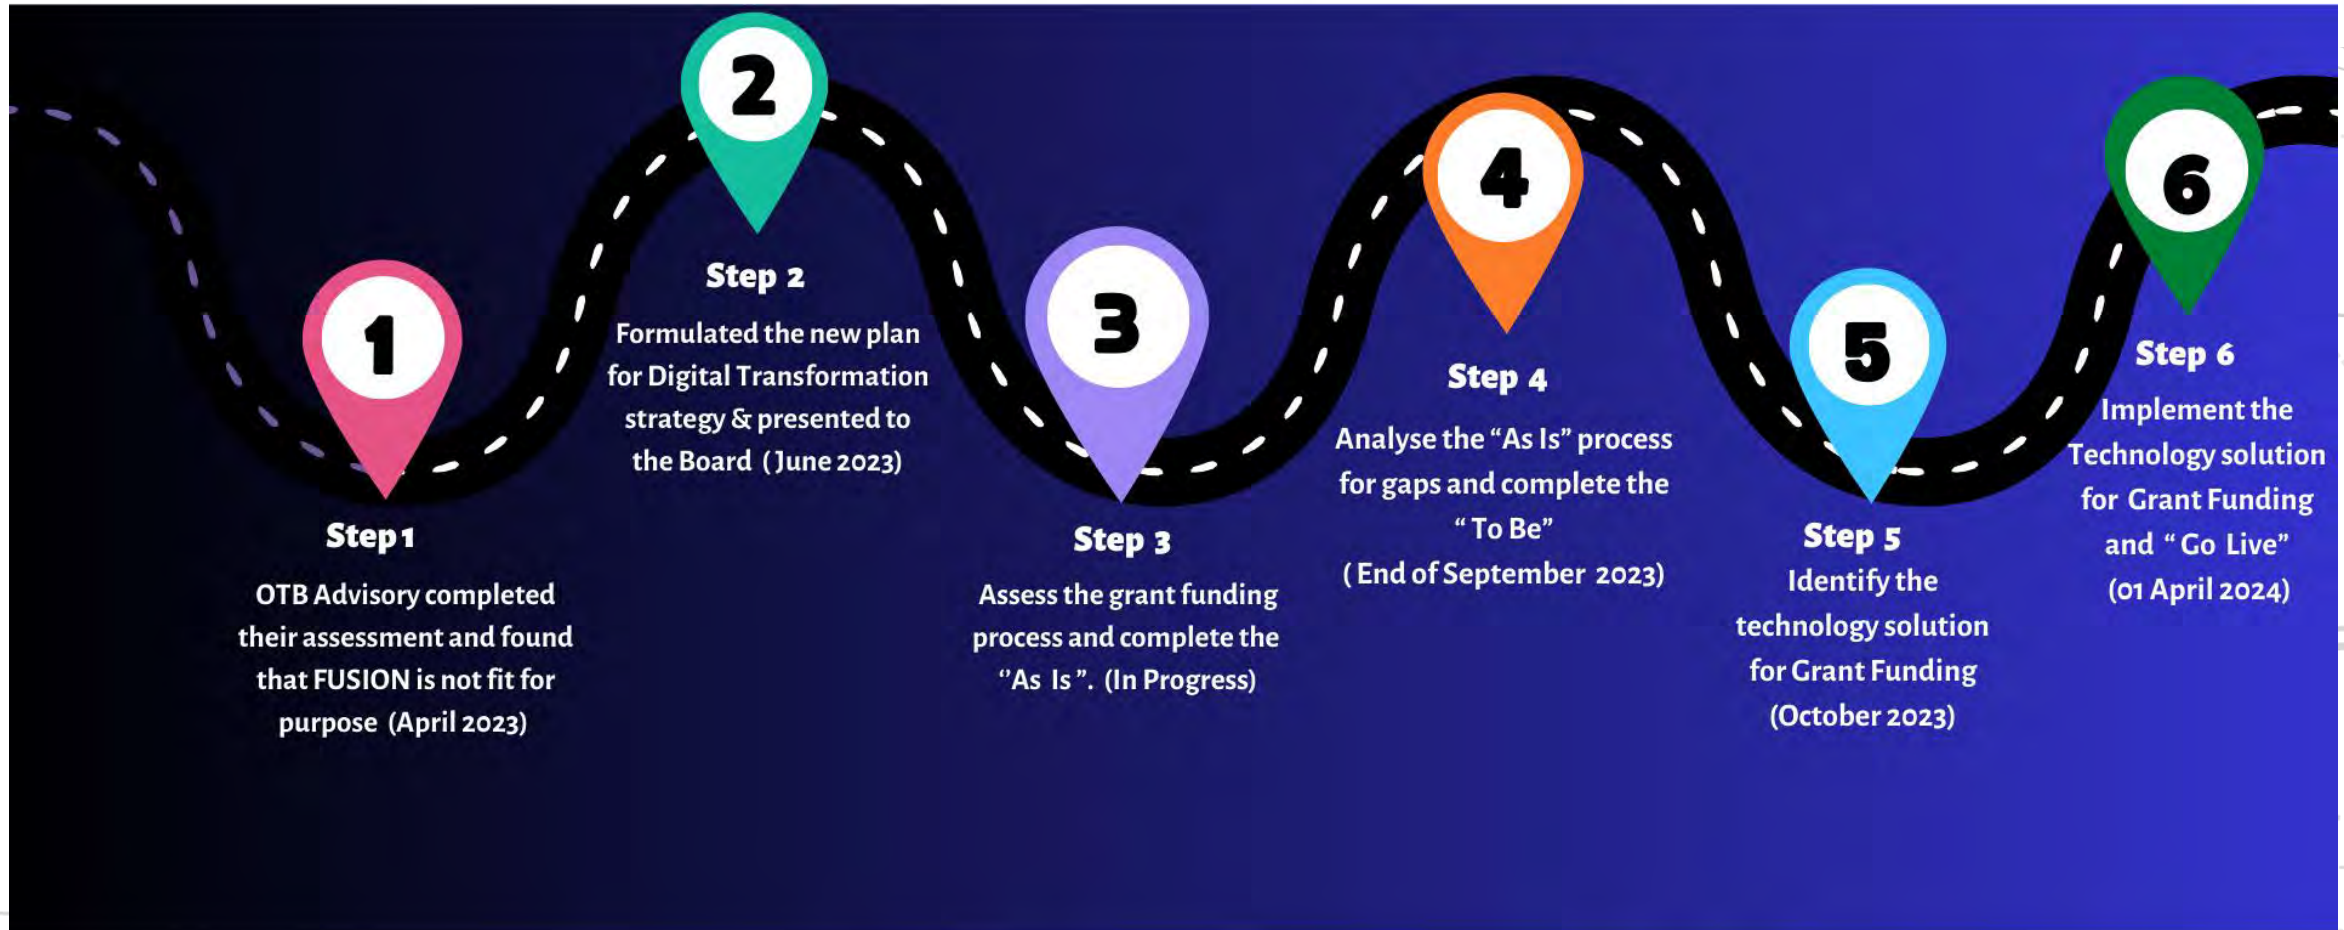 1
Step 1
OTB Advisory completed
their assessment and found
that FUSION is not fit for
purpose (April 2023)
2
Step 2
Formulated the new plan
for Digital Transformation
strategy & presented to
the Board ( June 2023)
3
Step 3
Assess the grant funding
process and complete the
‘’As Is ”. (In Progress)
4
Step 4
Analyse the “As Is” process
for gaps and complete the
“ To Be”
( End of September 2023)
5
Step 5
Identify the
technology solution
for Grant Funding
(October 2023)
6
Step 6
Implement the
Technology solution
for Grant Funding
and “ Go Live”
(01 April 2024)